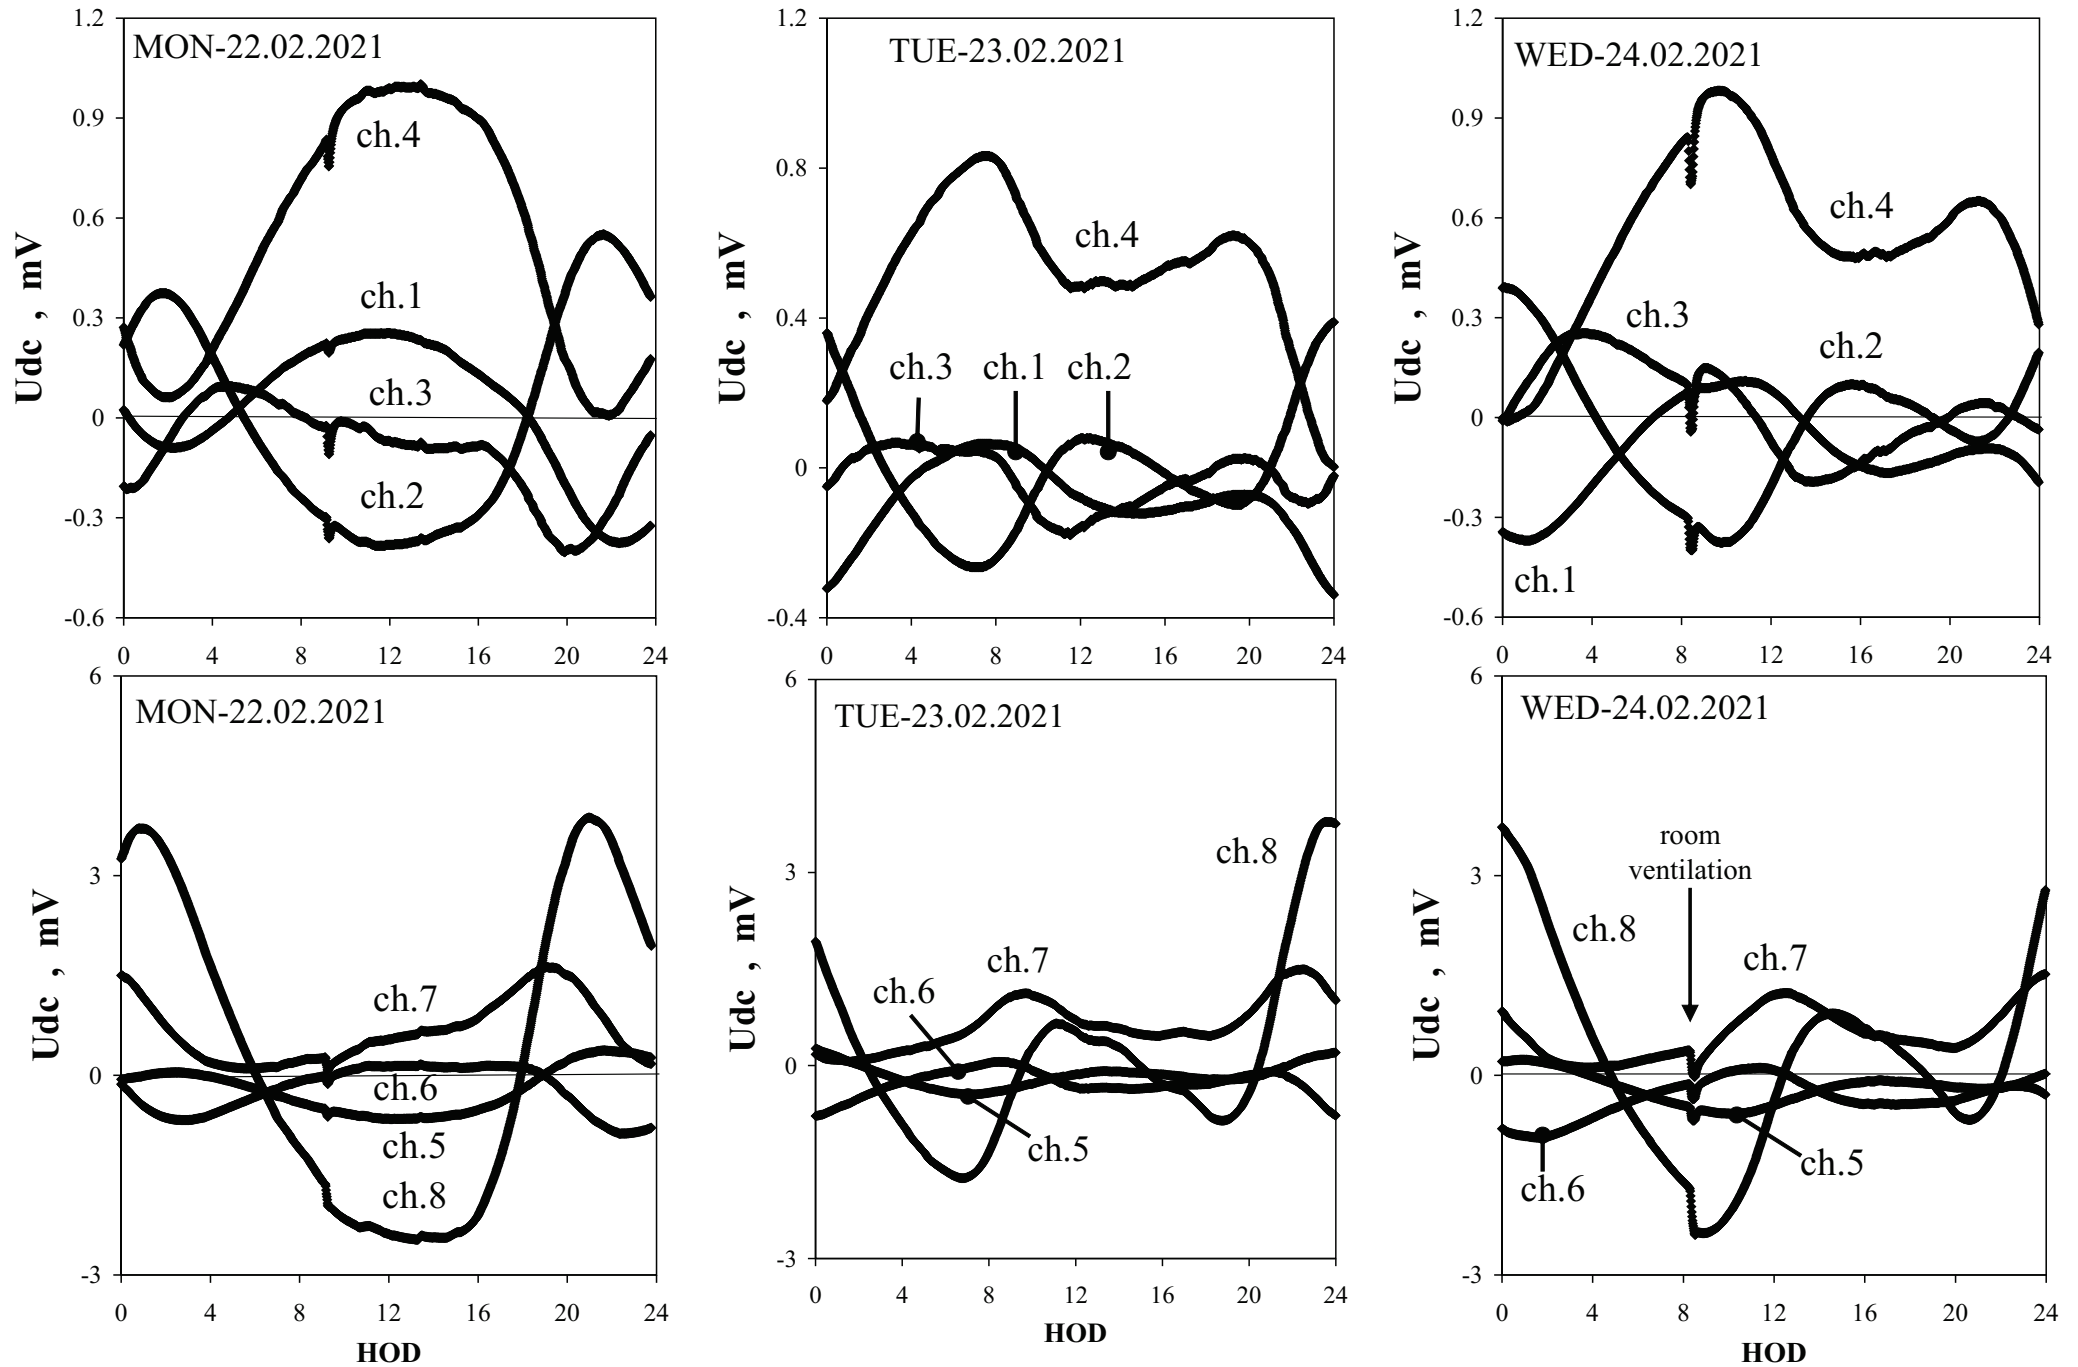 MON-22.02.2021
Udc , mV
1.2
0.9
0.6
0.3
0
-0.3
-0.6
ch.4
ch.1
ch.3
ch.2
0 4 8 12 16 20 24
TUE-23.02.2021
Udc , mV
1.2
0.8
0.4
0
-0.4
ch.4
ch.3 ch.1 ch.2
0 4 8 12 16 20 24
WED-24.02.2021
Udc , mV
1.2
0.9
0.6
0.3
0
-0.3
-0.6
ch.4
ch.3
ch.2
ch.1
0 4 8 12 16 20 24
MON-22.02.2021
Udc , mV
6
3
0
-3
ch.7
ch.6
ch.5
ch.8
0 4 8 12 16 20 24
HOD
TUE-23.02.2021
Udc , mV
6
3
0
-3
ch.8
ch.7
ch.6
ch.5
0 4 8 12 16 20 24
HOD
WED-24.02.2021
Udc , mV
6
3
0
-3
room
ventilation
ch.8
ch.7
ch.5
ch.6
0 4 8 12 16 20 24
HOD